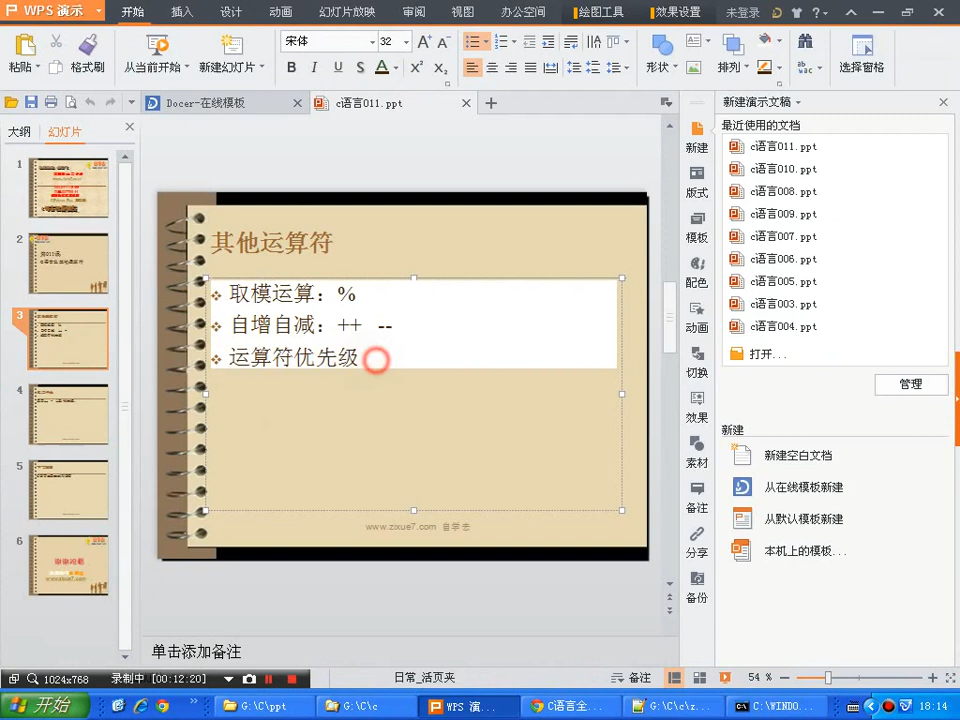 WPS 演示
开始
插入
设计
动画
幻灯片放映
审阅
视图
办公空间
绘图工具
效果设置
未登录
粘贴
格式刷
从当前开始
新建幻灯片
宋体
32
B I U S A X² X₂
形状
排列
选择窗格
Docer-在线模板
c语言011.ppt
新建演示文稿
大纲
幻灯片
1
2
3
4
5
6
其他运算符
取模运算：%
自增自减：++ --
运算符优先级
www.zixue7.com 自学去
单击添加备注
新建
版式
模板
配色
动画
切换
效果
素材
备注
分享
备份
最近使用的文档
c语言011.ppt
c语言010.ppt
c语言008.ppt
c语言009.ppt
c语言007.ppt
c语言006.ppt
c语言005.ppt
c语言003.ppt
c语言004.ppt
打开...
管理
新建
新建空白文档
从在线模板新建
从默认模板新建
本机上的模板...
1024x768
录制中 [00:12:20]
日常_活页夹
备注
54 %
开始
G:\C\ppt
G:\C\c
WPS 演...
C语言全...
G:\C\c\z...
C:\WINDO...
18:14